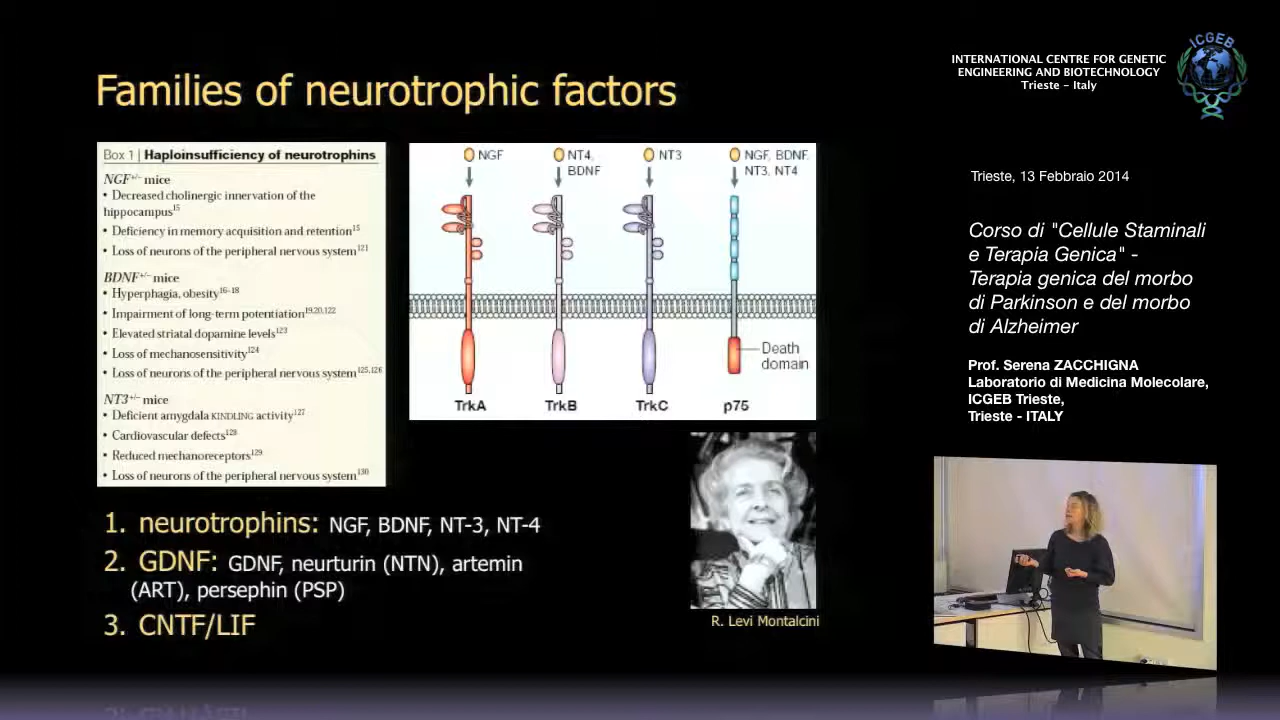 Families of neurotrophic factors
Box 1 | Haploinsufficiency of neurotrophins
NGF+/− mice
• Decreased cholinergic innervation of the
hippocampus15
• Deficiency in memory acquisition and retention15
• Loss of neurons of the peripheral nervous system121
BDNF+/− mice
• Hyperphagia, obesity16–18
• Impairment of long-term potentiation19,20,122
• Elevated striatal dopamine levels123
• Loss of mechanosensitivity124
• Loss of neurons of the peripheral nervous system125,126
NT3+/− mice
• Deficient amygdala KINDLING activity127
• Cardiovascular defects128
• Reduced mechanoreceptors129
• Loss of neurons of the peripheral nervous system130
NGF
NT4,
BDNF
NT3
NGF, BDNF,
NT3, NT4
Death
domain
TrkA
TrkB
TrkC
p75
R. Levi Montalcini
1. neurotrophins: NGF, BDNF, NT-3, NT-4
2. GDNF: GDNF, neurturin (NTN), artemin
(ART), persephin (PSP)
3. CNTF/LIF
INTERNATIONAL CENTRE FOR GENETIC
ENGINEERING AND BIOTECHNOLOGY
Trieste - Italy
ICGEB
Trieste, 13 Febbraio 2014
Corso di "Cellule Staminali
e Terapia Genica" -
Terapia genica del morbo
di Parkinson e del morbo
di Alzheimer
Prof. Serena ZACCHIGNA
Laboratorio di Medicina Molecolare,
ICGEB Trieste,
Trieste - ITALY